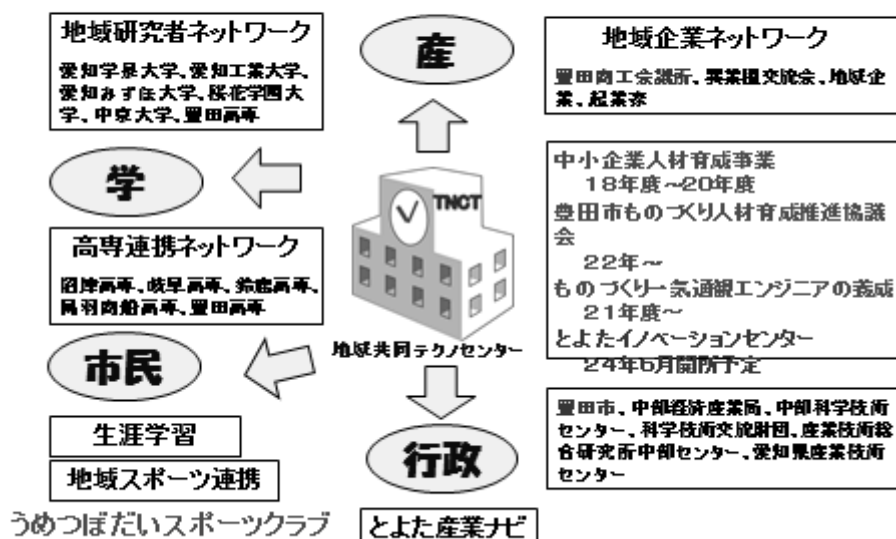 地域研究者ネットワーク
愛知学泉大学、愛知工業大学、
愛知みずほ大学、桜花学園大
学、中京大学、豊田高専
産
地域企業ネットワーク
豊田商工会議所、異業種交流会、地域企
業、起業家
学
TNCT
中小企業人材育成事業
18年度~20年度
豊田市ものづくり人材育成推進協議
会
22年~
ものづくり一気通観エンジニアの養成
21年度~
とよたイノベーションセンター
24年6月開所予定
高専連携ネットワーク
沼津高専、岐阜高専、鈴鹿高専、
鳥羽商船高専、豊田高専
地域共同テクノセンター
市民
生涯学習
地域スポーツ連携
うめつぼだいスポーツクラブ
行政
とよた産業ナビ
豊田市、中部経済産業局、中部科学技術
センター、科学技術交流財団、産業技術総
合研究所中部センター、愛知県産業技術
センター